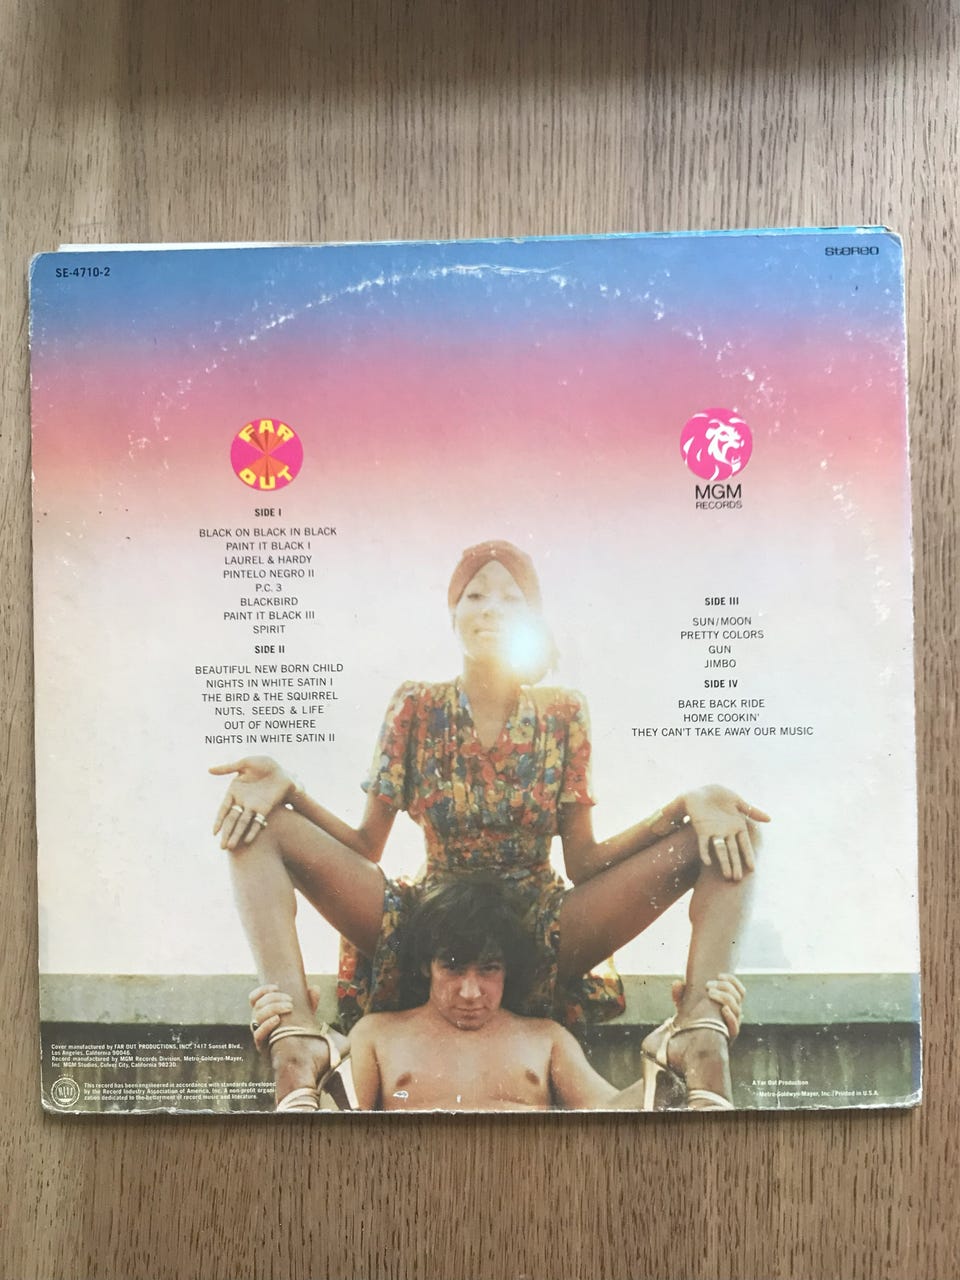 SE-4710-2
STEREO
FAR
OUT
SIDE I
BLACK ON BLACK IN BLACK
PAINT IT BLACK I
LAUREL & HARDY
PINTELO NEGRO II
P.C. 3
BLACKBIRD
PAINT IT BLACK III
SPIRIT
SIDE II
BEAUTIFUL NEW BORN CHILD
NIGHTS IN WHITE SATIN I
THE BIRD & THE SQUIRREL
NUTS, SEEDS & LIFE
OUT OF NOWHERE
NIGHTS IN WHITE SATIN II
MGM
RECORDS
SIDE III
SUN/MOON
PRETTY COLORS
GUN
JIMBO
SIDE IV
BARE BACK RIDE
HOME COOKIN'
THEY CAN'T TAKE AWAY OUR MUSIC
Cover manufactured by FAR OUT PRODUCTIONS, INC. 7417 Sunset Blvd.,
Los Angeles, California 90046.
Record manufactured by MGM Records Division, Metro-Goldwyn-Mayer,
Inc. MGM Studios, Culver City, California 90230.
This record has been engineered in accordance with standards developed
by the Record Industry Association of America, Inc. A non-profit organi-
zation dedicated to the betterment of record music and literature.
A Far Out Production
Metro-Goldwyn-Mayer, Inc./Printed in U.S.A.